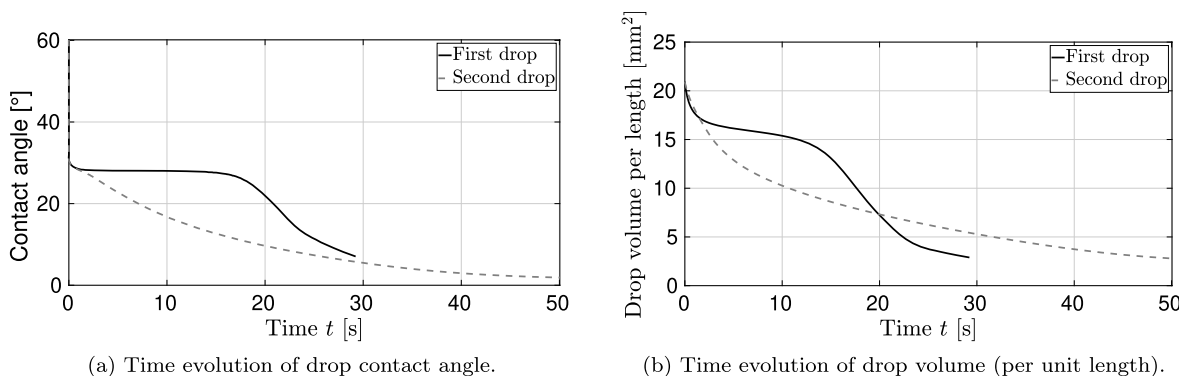 60
40
20
0
Contact angle [°]
First drop
Second drop
0 10 20 30 40 50
Time t [s]
(a) Time evolution of drop contact angle.
25
20
15
10
5
0
Drop volume per length [mm²]
First drop
Second drop
0 10 20 30 40 50
Time t [s]
(b) Time evolution of drop volume (per unit length).